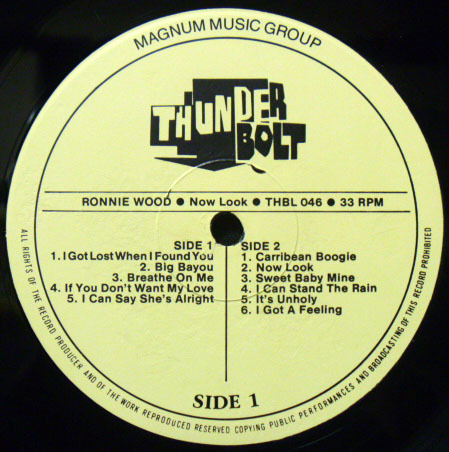 MAGNUM MUSIC GROUP
THUNDER
BOLT
RONNIE WOOD ● Now Look ● THBL 046 ● 33 RPM
SIDE 1
1. I Got Lost When I Found You
2. Big Bayou
3. Breathe On Me
4. If You Don't Want My Love
5. I Can Say She's Alright
SIDE 2
1. Carribean Boogie
2. Now Look
3. Sweet Baby Mine
4. I Can Stand The Rain
5. It's Unholy
6. I Got A Feeling
SIDE 1
ALL RIGHTS OF THE RECORD PRODUCER AND OF THE WORK REPRODUCED RESERVED COPYING PUBLIC PERFORMANCES AND BROADCASTING OF THIS RECORD PROHIBITED